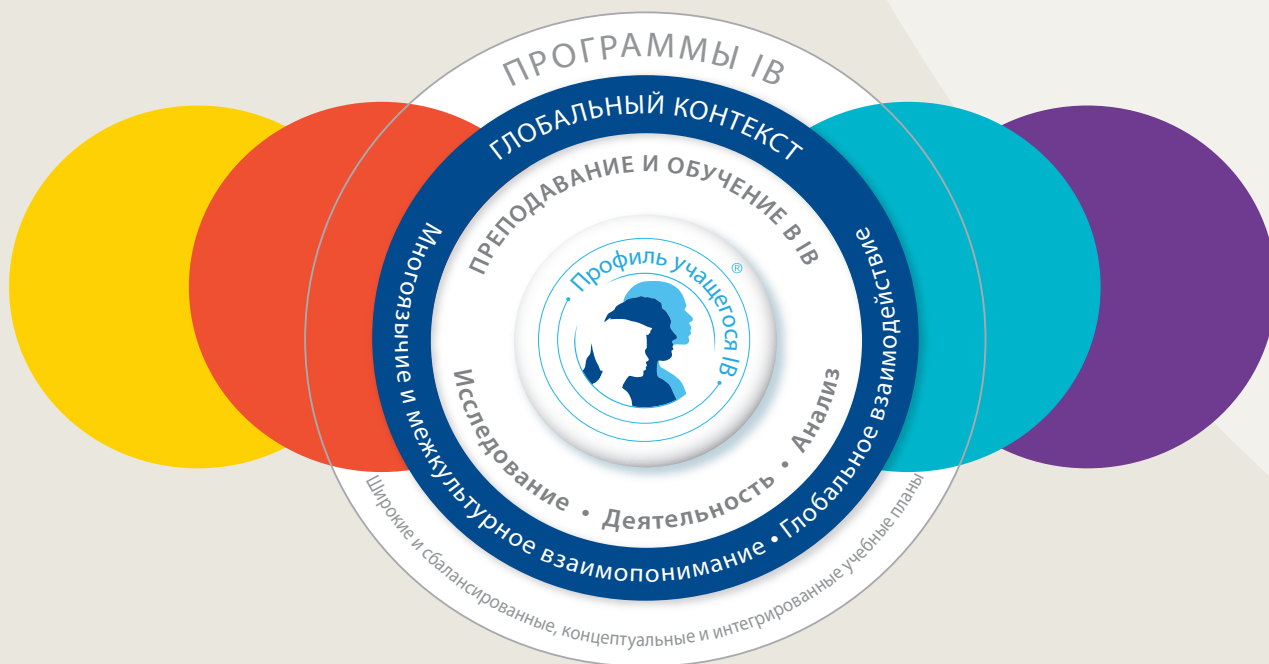 ПРОГРАММЫ IB
ГЛОБАЛЬНЫЙ КОНТЕКСТ
ПРЕПОДАВАНИЕ И ОБУЧЕНИЕ В IB
Профиль учащегося IB
®
Исследование • Деятельность • Анализ
Многоязычие и межкультурное взаимопонимание • Глобальное взаимодействие
Широкие и сбалансированные, концептуальные и интегрированные учебные планы